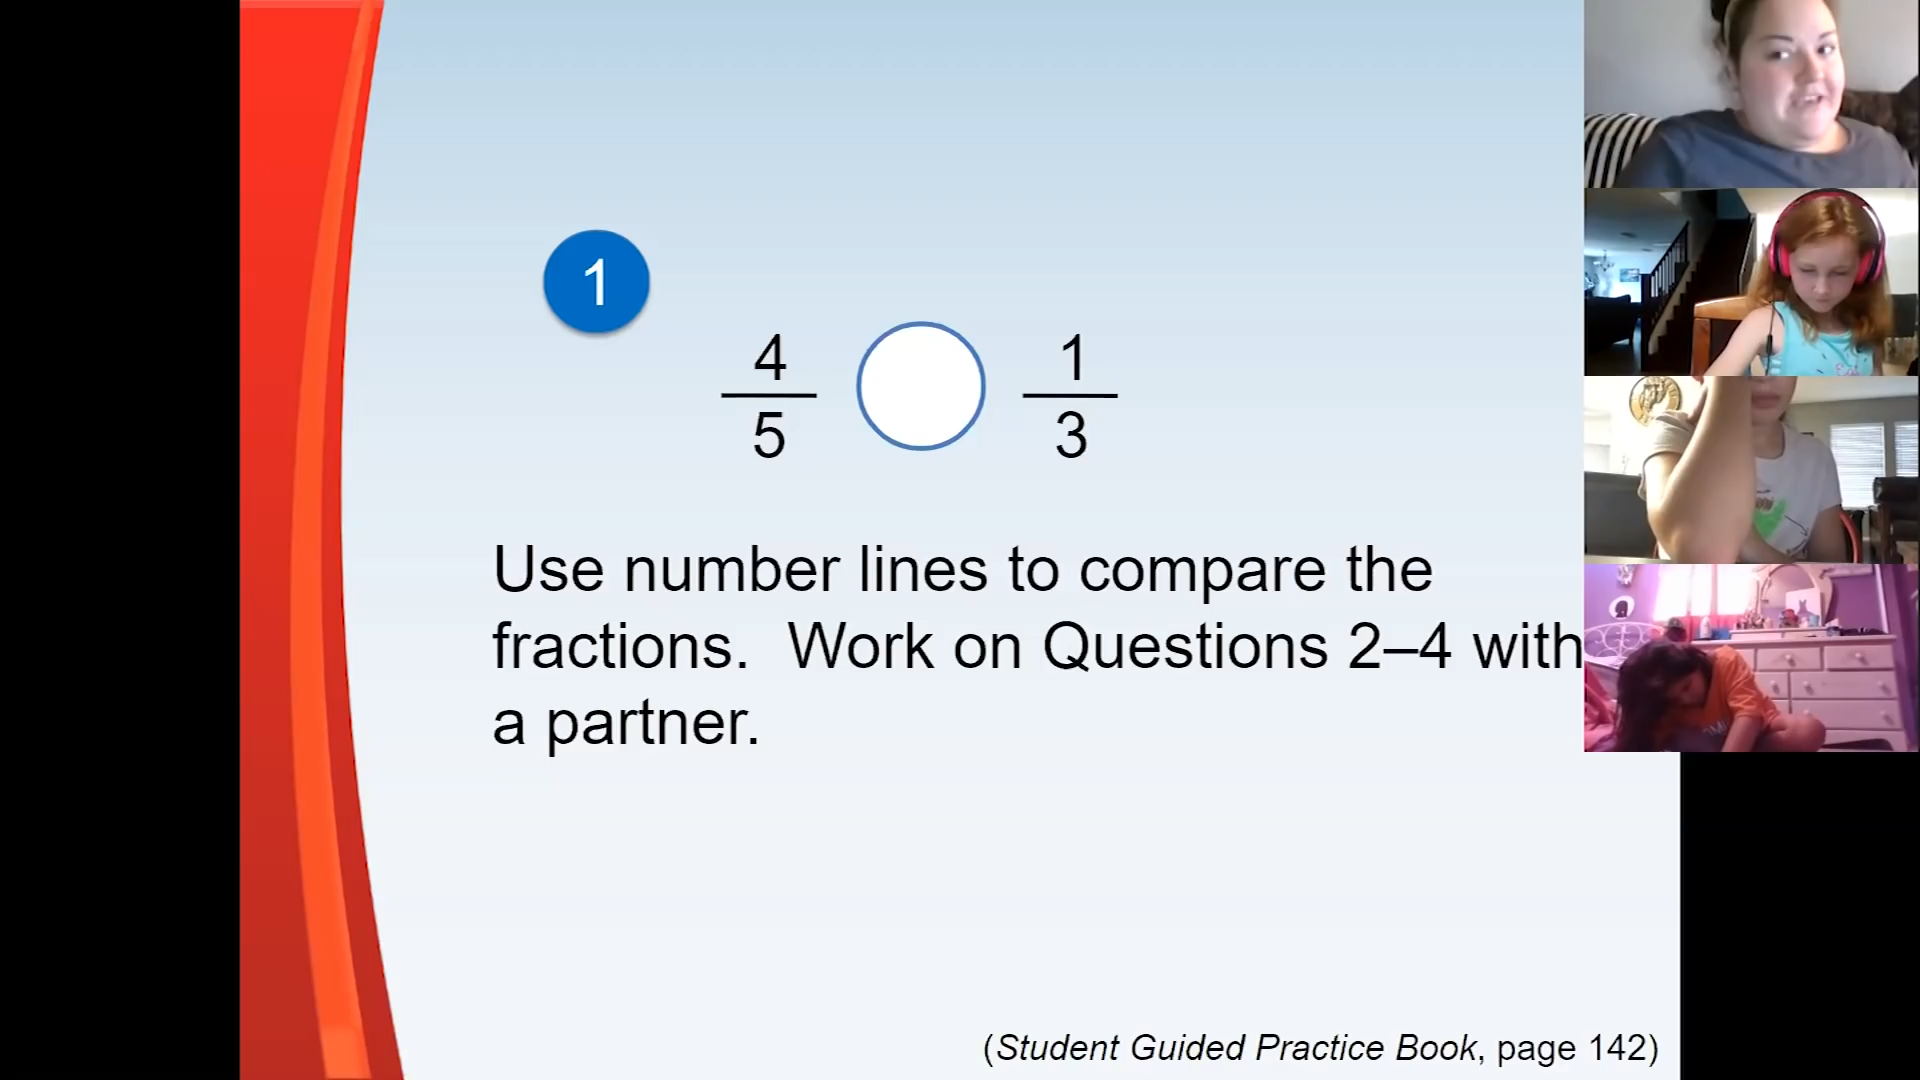 1
4 1
5 3
Use number lines to compare the
fractions. Work on Questions 2–4 with
a partner.
(Student Guided Practice Book, page 142)